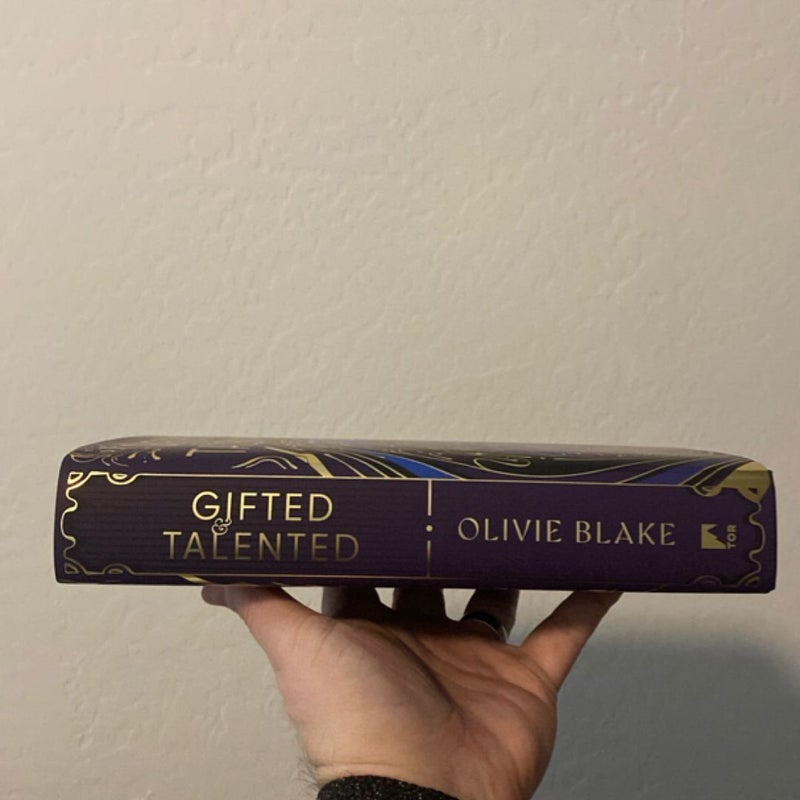 GIFTED
&
TALENTED
OLIVIE BLAKE
TOR